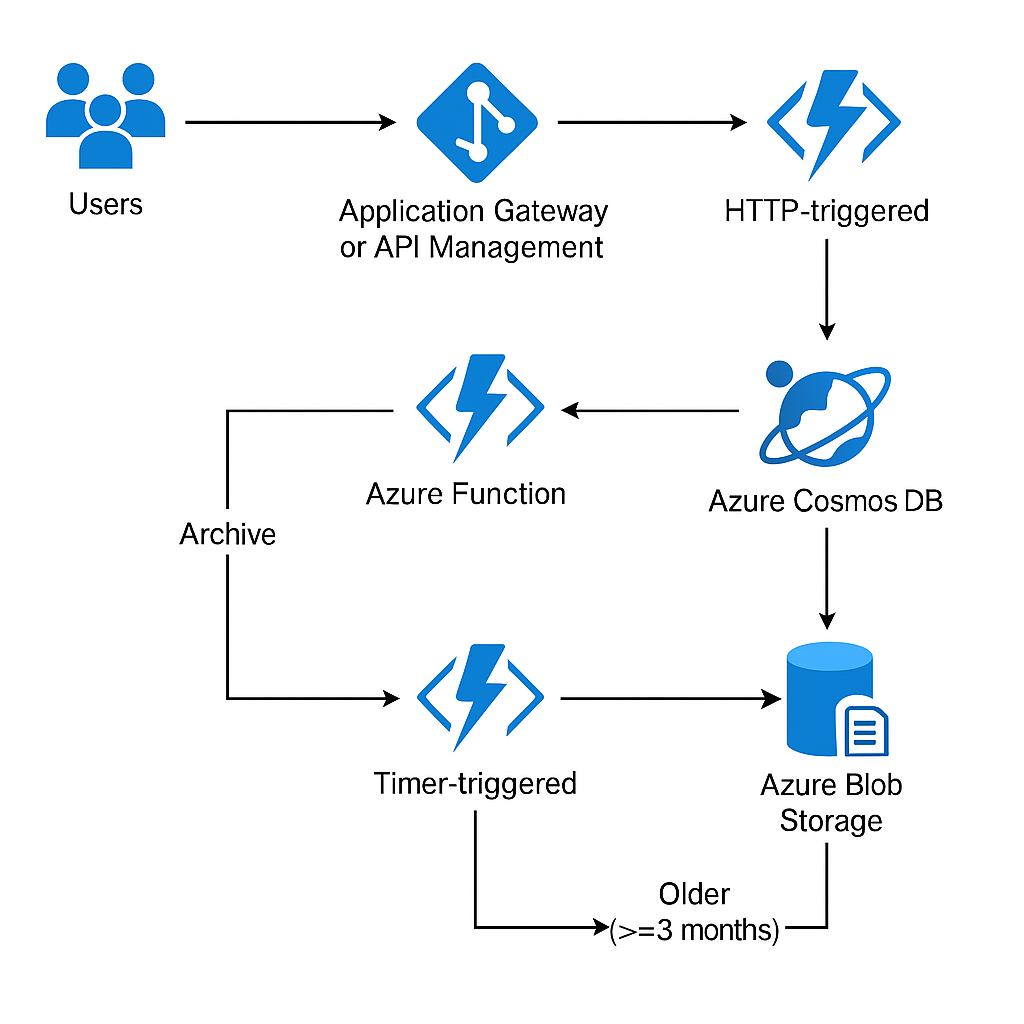 Users
Application Gateway
or API Management
HTTP-triggered
Azure Function
Azure Cosmos DB
Archive
Timer-triggered
Azure Blob
Storage
Older
(>=3 months)